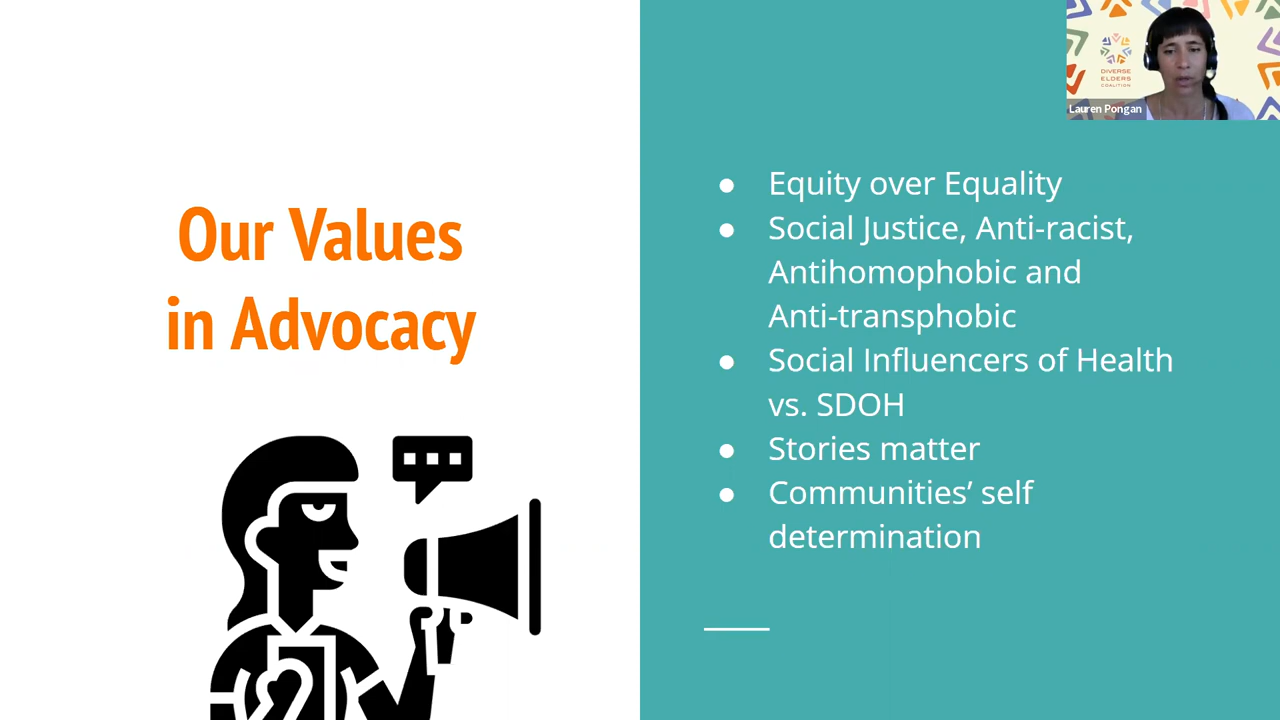 DIVERSE
ELDERS
COALITION
Lauren Pongan
Our Values
in Advocacy
● Equity over Equality
● Social Justice, Anti-racist,
Antihomophobic and
Anti-transphobic
● Social Influencers of Health
vs. SDOH
● Stories matter
● Communities’ self
determination